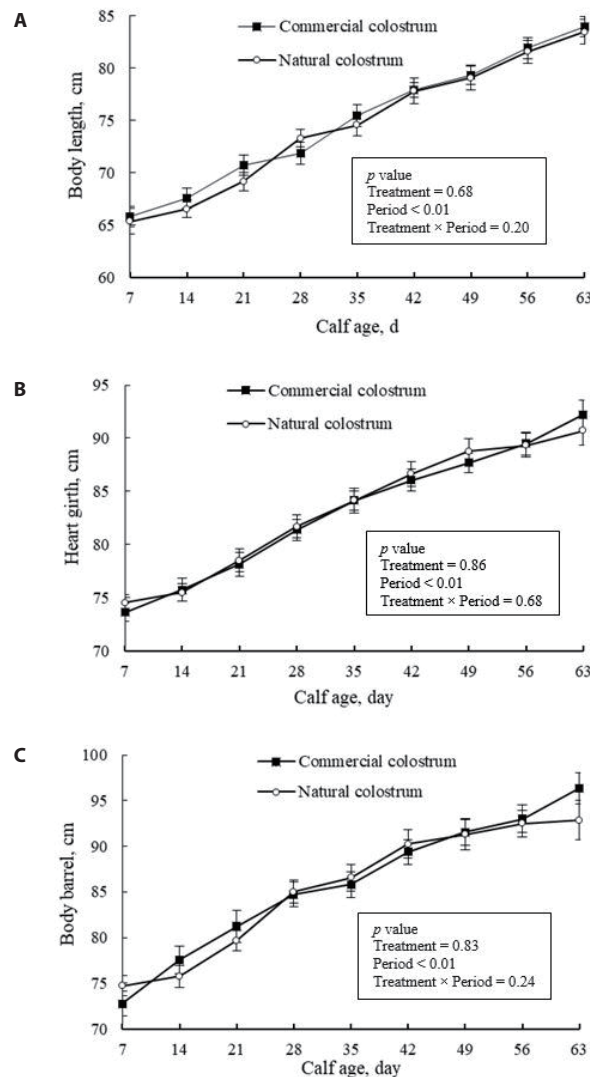 A
85
80
75
70
65
60
Body length, cm
Commercial colostrum
Natural colostrum
p value
Treatment = 0.68
Period < 0.01
Treatment × Period = 0.20
7 14 21 28 35 42 49 56 63
Calf age, d
B
95
90
85
80
75
70
Heart girth, cm
Commercial colostrum
Natural colostrum
p value
Treatment = 0.86
Period < 0.01
Treatment × Period = 0.68
7 14 21 28 35 42 49 56 63
Calf age, day
C
100
95
90
85
80
75
70
Body barrel, cm
Commercial colostrum
Natural colostrum
p value
Treatment = 0.83
Period < 0.01
Treatment × Period = 0.24
7 14 21 28 35 42 49 56 63
Calf age, day